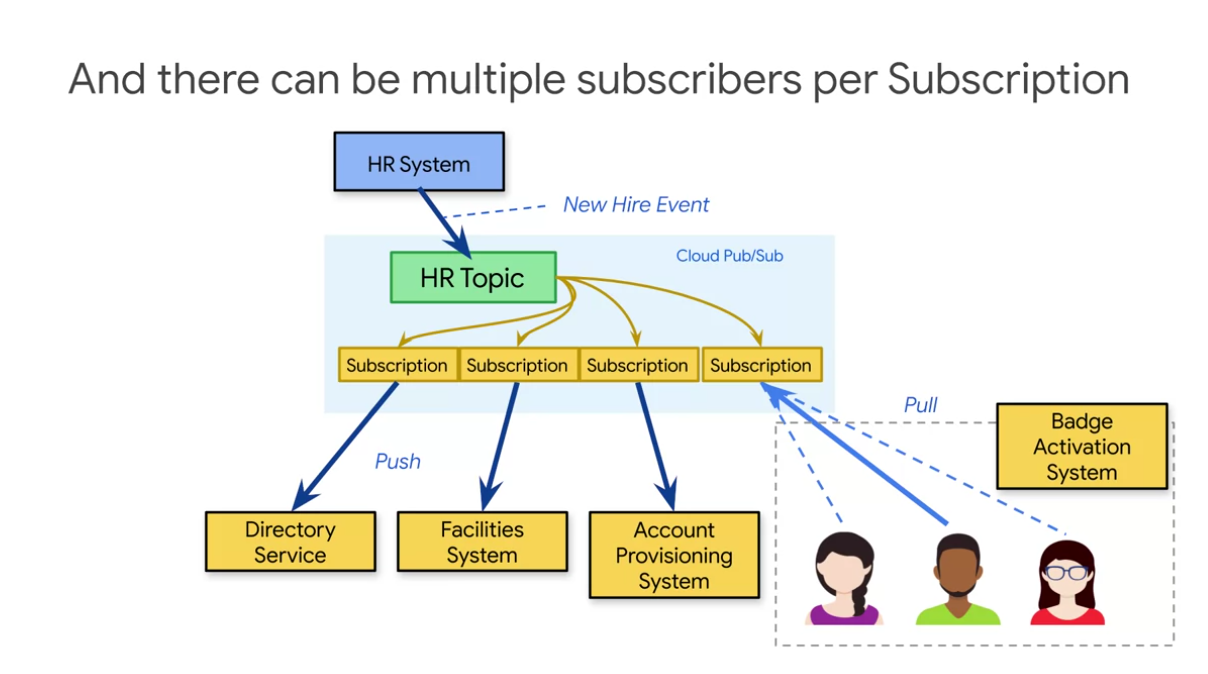 And there can be multiple subscribers per Subscription
HR System
New Hire Event
Cloud Pub/Sub
HR Topic
Subscription
Subscription
Subscription
Subscription
Pull
Badge
Activation
System
Push
Directory
Service
Facilities
System
Account
Provisioning
System